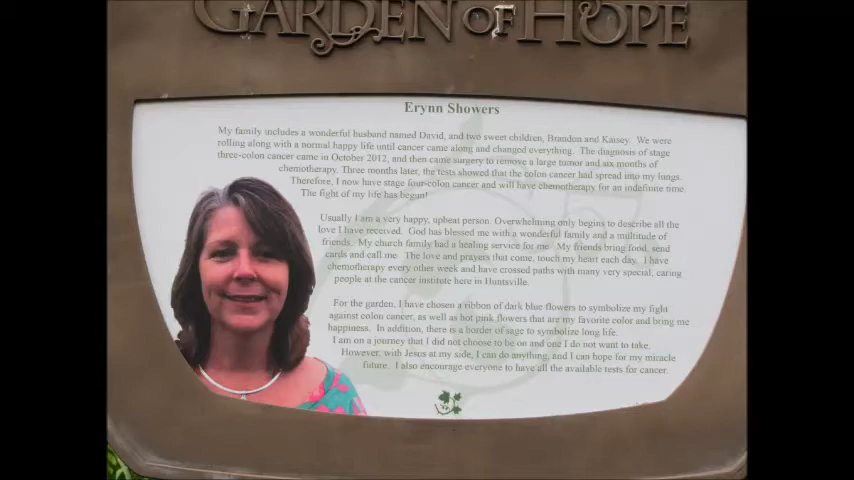 GARDEN OF HOPE
Erynn Showers
My family includes a wonderful husband named David, and two sweet children, Brandon and Kaisey. We were
rolling along with a normal happy life until cancer came along and changed everything. The diagnosis of stage
three-colon cancer came in October 2012, and then came surgery to remove a large tumor and six months of
chemotherapy. Three months later, the tests showed that the colon cancer had spread into my lungs.
Therefore, I now have stage four-colon cancer and will have chemotherapy for an indefinite time.
The fight of my life has begun!
Usually I am a very happy, upbeat person. Overwhelming only begins to describe all the
love I have received. God has blessed me with a wonderful family and a multitude of
friends. My church family had a healing service for me. My friends bring food, send
cards and call me. The love and prayers that come, touch my heart each day. I have
chemotherapy every other week and have crossed paths with many very special, caring
people at the cancer institute here in Huntsville.
For the garden, I have chosen a ribbon of dark blue flowers to symbolize my fight
against colon cancer, as well as hot pink flowers that are my favorite color and bring me
happiness. In addition, there is a border of sage to symbolize long life.
I am on a journey that I did not choose to be on and one I do not want to take.
However, with Jesus at my side, I can do anything, and I can hope for my miracle
future. I also encourage everyone to have all the available tests for cancer.